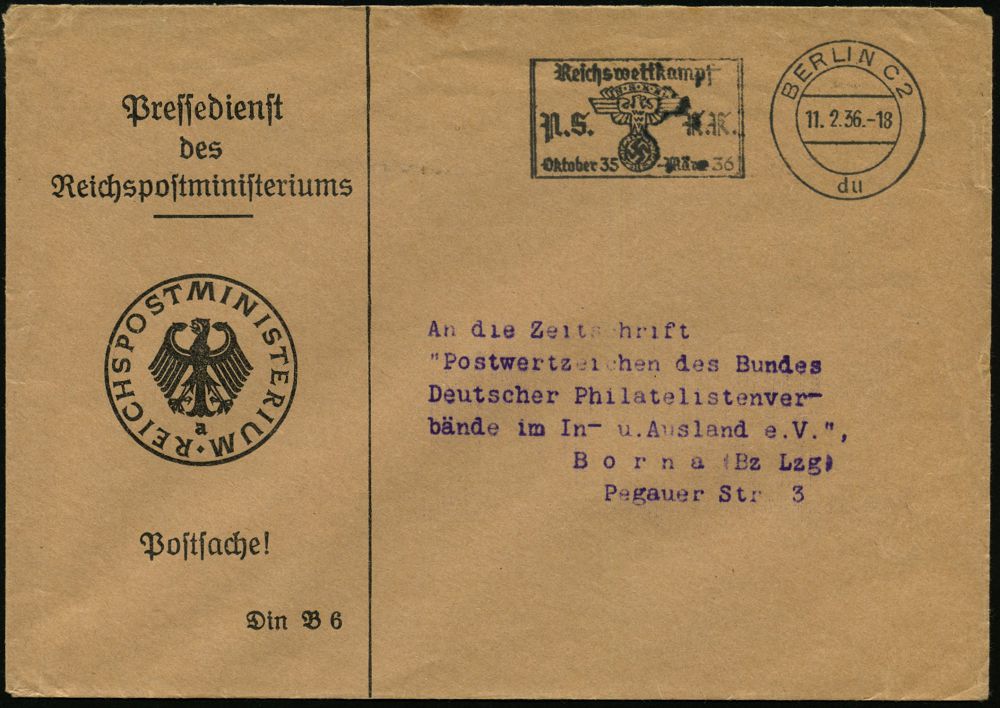 Pressedienst
des
Reichspostministeriums
REICHSPOSTMINISTERIUM
a
Postsache!
Din B 6
Reichswettkampf
N.S. K.K.
Oktober 35 - März 36
BERLIN C2
11. 2.36.-18
du
An die Zeitschrift
"Postwertzeichen des Bundes
Deutscher Philatelistenver-
bände im In- u.Ausland e.V.",
B o r n a (Bz Lzg)
Pegauer Str 3